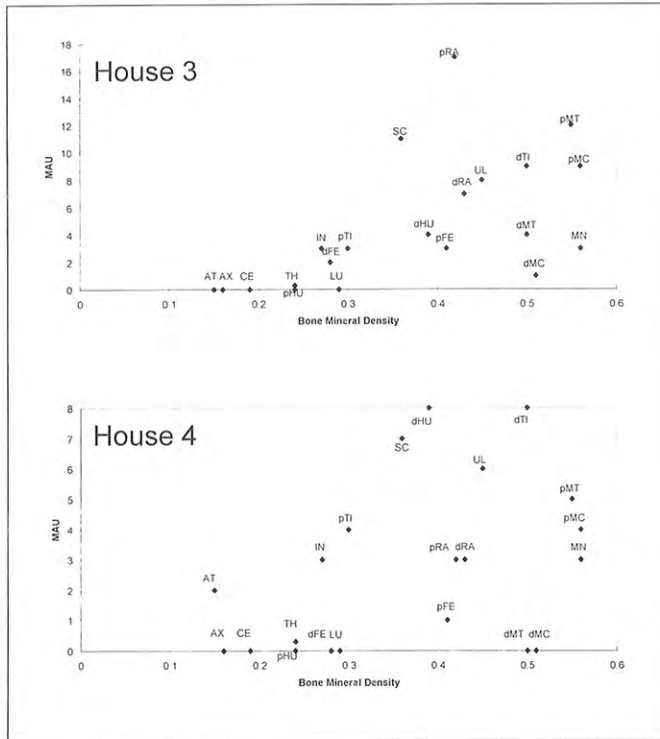 House 3
18
16
14
12
10
8
6
4
2
0
MAU
pRA
SC
pMT
dTI
pMC
UL
dRA
dHU
pFE
dMT
MN
dMC
IN
pTI
dFE
AT AX CE TH LU
pHU
0 0 1 0 2 0.3 0 4 0 5 0.6
Bone Mineral Density
House 4
8
7
6
5
4
3
2
1
0
MAU
dHU
dTI
SC
UL
pMT
pTI
pMC
IN
pRA dRA
MN
AT
pFE
TH
AX CE dFE LU dMT dMC
pHU
0 0 1 0 2 0 3 0 4 0 5 0.6
Bone Mineral Density